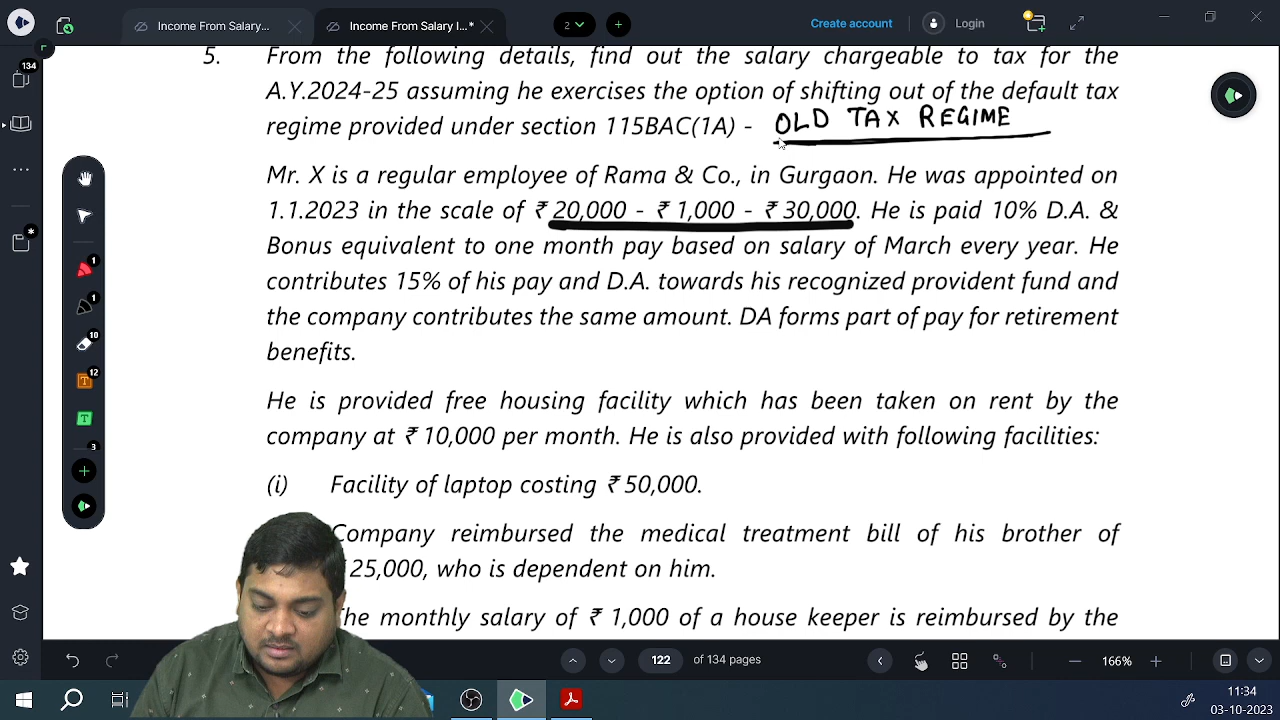 Income From Salary I...
Income From Salary I...*
2
Create account
Login
134
5. From the following details, find out the salary chargeable to tax for the
A.Y.2024-25 assuming he exercises the option of shifting out of the default tax
regime provided under section 115BAC(1A) - OLD TAX REGIME
Mr. X is a regular employee of Rama & Co., in Gurgaon. He was appointed on
1.1.2023 in the scale of ₹ 20,000 - ₹ 1,000 - ₹ 30,000. He is paid 10% D.A. &
Bonus equivalent to one month pay based on salary of March every year. He
contributes 15% of his pay and D.A. towards his recognized provident fund and
the company contributes the same amount. DA forms part of pay for retirement
benefits.
He is provided free housing facility which has been taken on rent by the
company at ₹ 10,000 per month. He is also provided with following facilities:
(i) Facility of laptop costing ₹ 50,000.
Company reimbursed the medical treatment bill of his brother of
25,000, who is dependent on him.
The monthly salary of ₹ 1,000 of a house keeper is reimbursed by the
1
1
10
12
3
122 of 134 pages
166%
11:34
03-10-2023